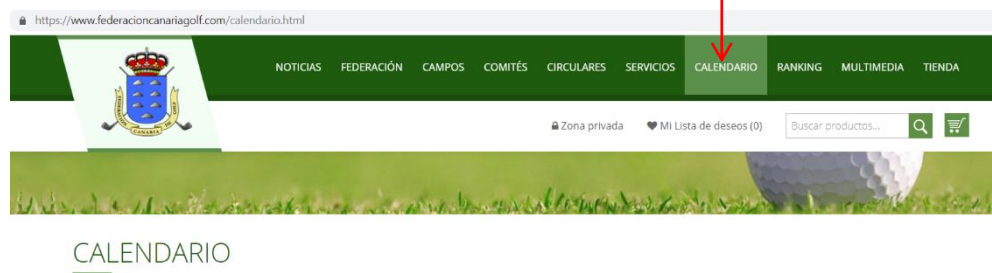 https://www.federacioncanariagolf.com/calendario.html
NOTICIAS FEDERACIÓN CAMPOS COMITÉS CIRCULARES SERVICIOS CALENDARIO RANKING MULTIMEDIA TIENDA
Zona privada Mi Lista de deseos (0) Buscar productos...
CALENDARIO